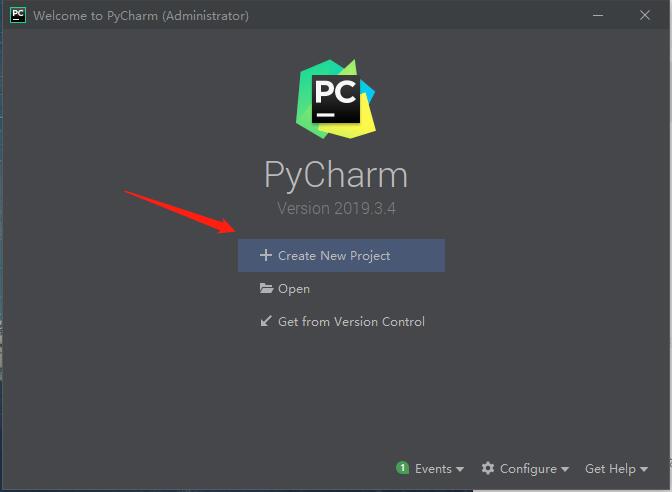 PC Welcome to PyCharm (Administrator)
PC
PyCharm
Version 2019.3.4
Create New Project
Open
Get from Version Control
1 Events Configure Get Help